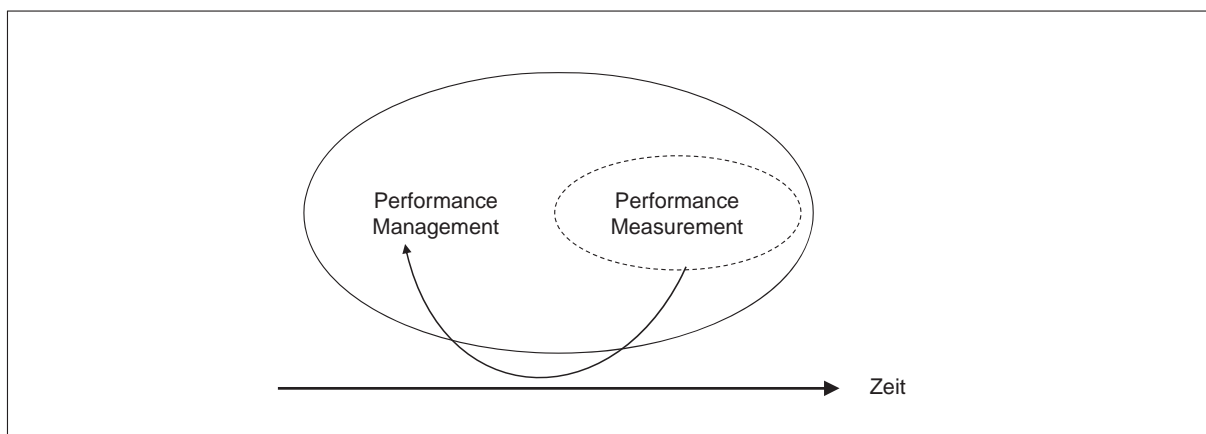 Performance
Management
Performance
Measurement
Zeit